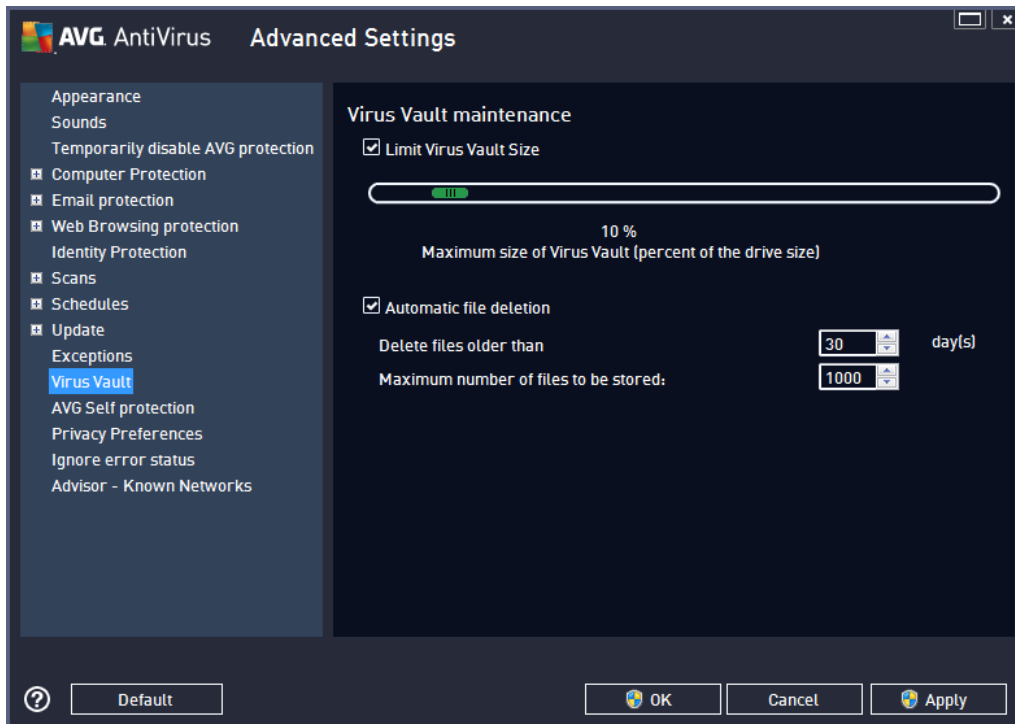 AVG. AntiVirus Advanced Settings
Appearance
Sounds
Temporarily disable AVG protection
Computer Protection
Email protection
Web Browsing protection
Identity Protection
Scans
Schedules
Update
Exceptions
Virus Vault
AVG Self protection
Privacy Preferences
Ignore error status
Advisor - Known Networks
Virus Vault maintenance
Limit Virus Vault Size
10 %
Maximum size of Virus Vault (percent of the drive size)
Automatic file deletion
Delete files older than 30 day(s)
Maximum number of files to be stored: 1000
? Default OK Cancel Apply